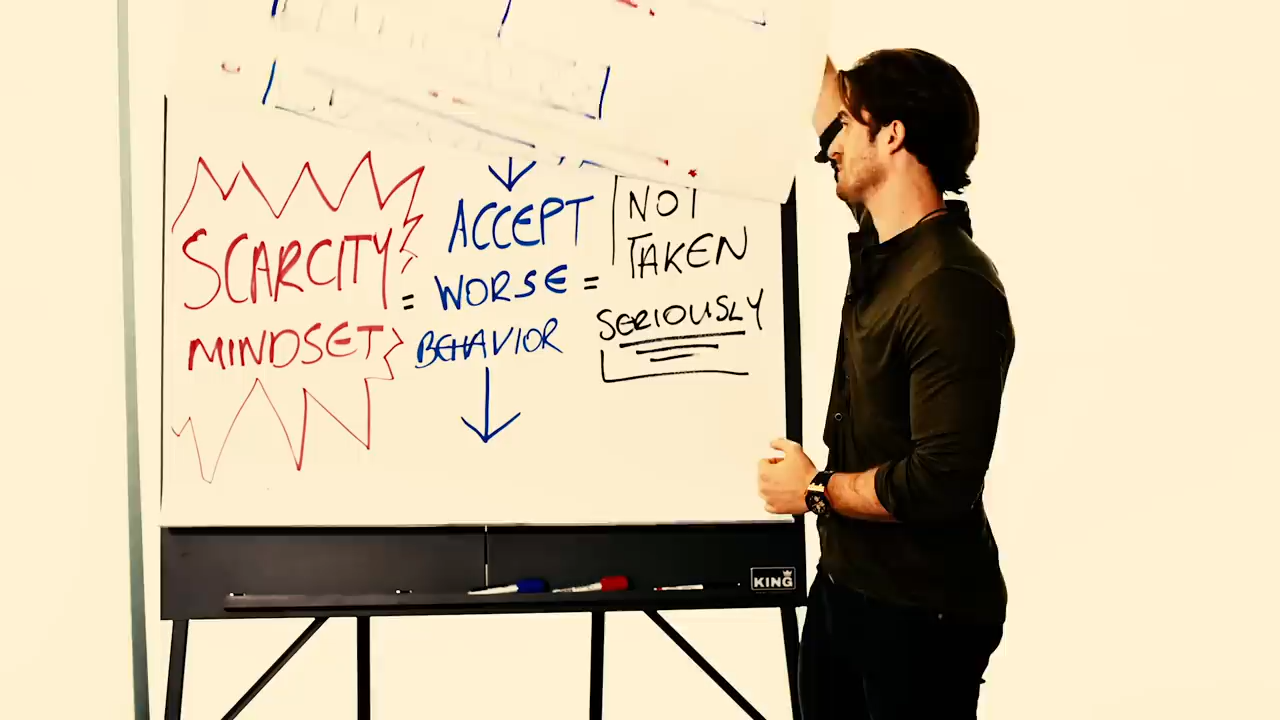 SCARCITY
MINDSET
=
ACCEPT
WORSE
BEHAVIOR
=
NOT
TAKEN
SERIOUSLY
KING